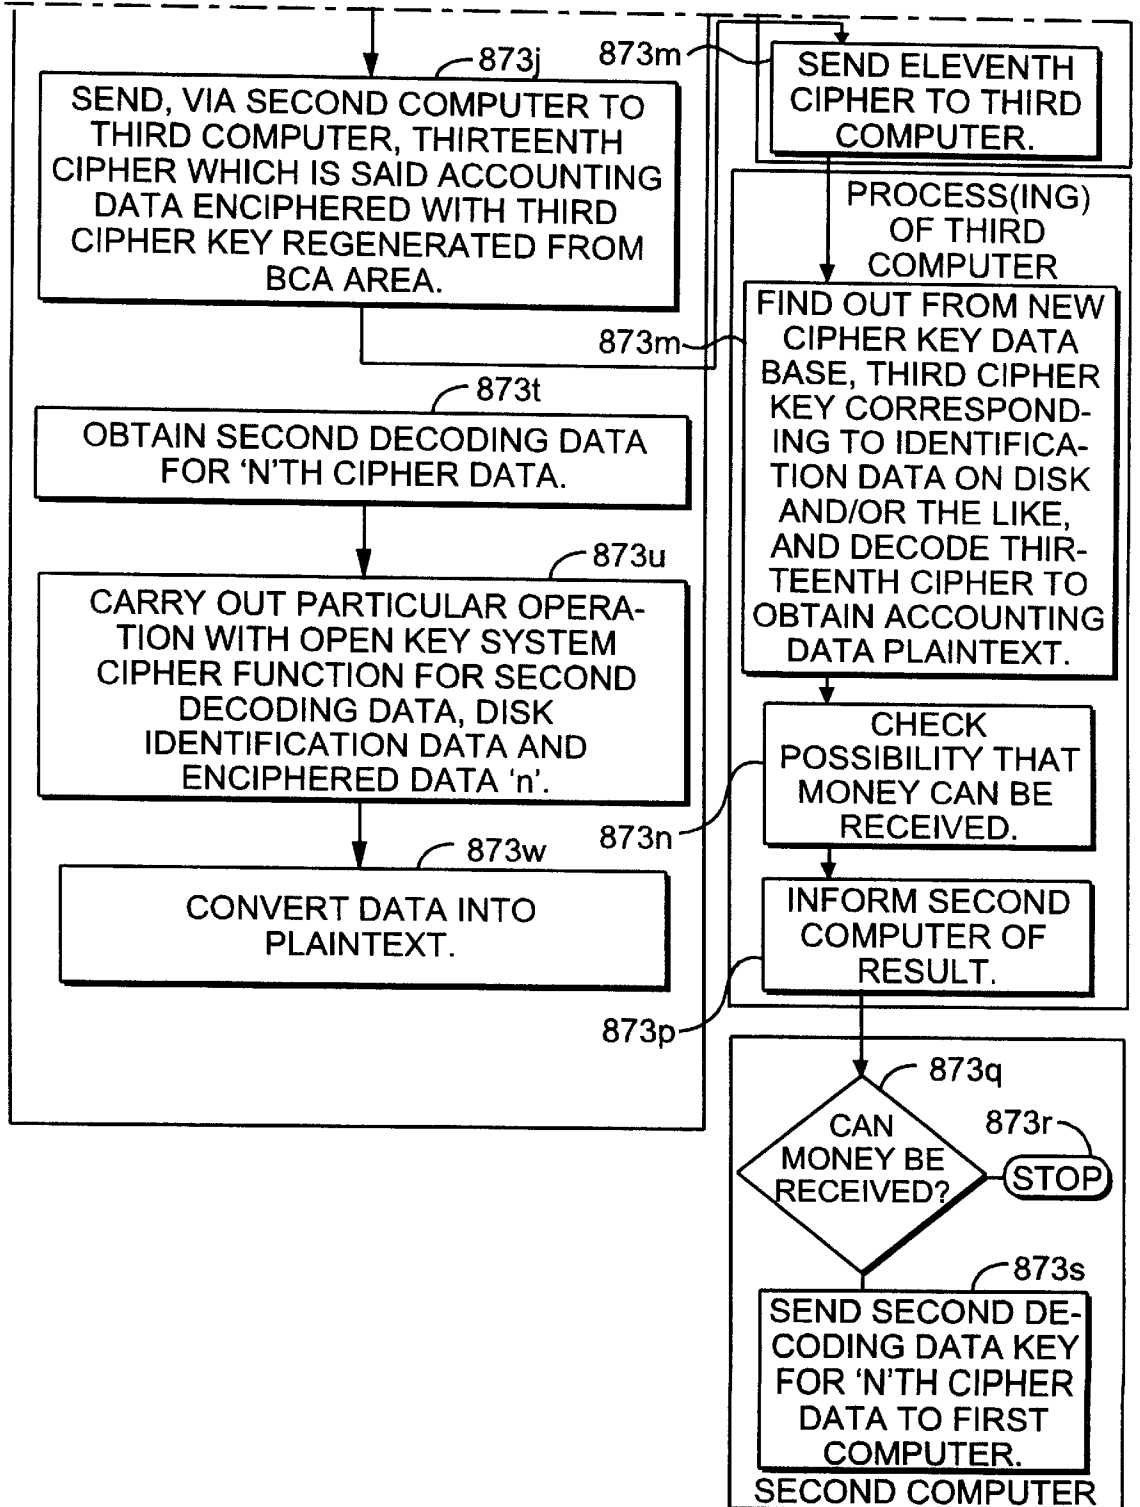 873j
SEND, VIA SECOND COMPUTER TO
THIRD COMPUTER, THIRTEENTH
CIPHER WHICH IS SAID ACCOUNTING
DATA ENCIPHERED WITH THIRD
CIPHER KEY REGENERATED FROM
BCA AREA.
873t
OBTAIN SECOND DECODING DATA
FOR 'N'TH CIPHER DATA.
873u
CARRY OUT PARTICULAR OPERA-
TION WITH OPEN KEY SYSTEM
CIPHER FUNCTION FOR SECOND
DECODING DATA, DISK
IDENTIFICATION DATA AND
ENCIPHERED DATA 'n'.
873w
CONVERT DATA INTO
PLAINTEXT.
873m
SEND ELEVENTH
CIPHER TO THIRD
COMPUTER.
PROCESS(ING)
OF THIRD
COMPUTER
873m
FIND OUT FROM NEW
CIPHER KEY DATA
BASE, THIRD CIPHER
KEY CORRESPOND-
ING TO IDENTIFICA-
TION DATA ON DISK
AND/OR THE LIKE,
AND DECODE THIR-
TEENTH CIPHER TO
OBTAIN ACCOUNTING
DATA PLAINTEXT.
873n
CHECK
POSSIBILITY THAT
MONEY CAN BE
RECEIVED.
873p
INFORM SECOND
COMPUTER OF
RESULT.
873q
CAN
MONEY BE
RECEIVED?
873r
STOP
873s
SEND SECOND DE-
CODING DATA KEY
FOR 'N'TH CIPHER
DATA TO FIRST
COMPUTER.
SECOND COMPUTER